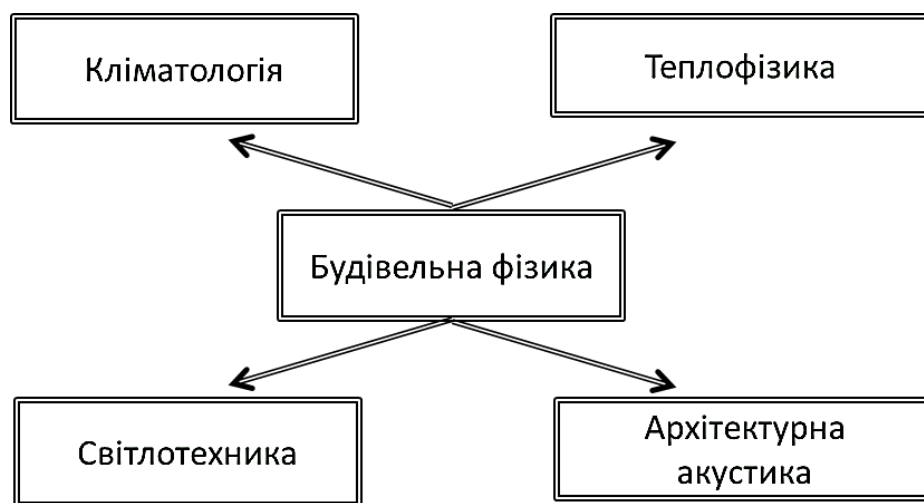 Кліматологія
Теплофізика
Будівельна фізика
Світлотехника
Архітектурна
акустика